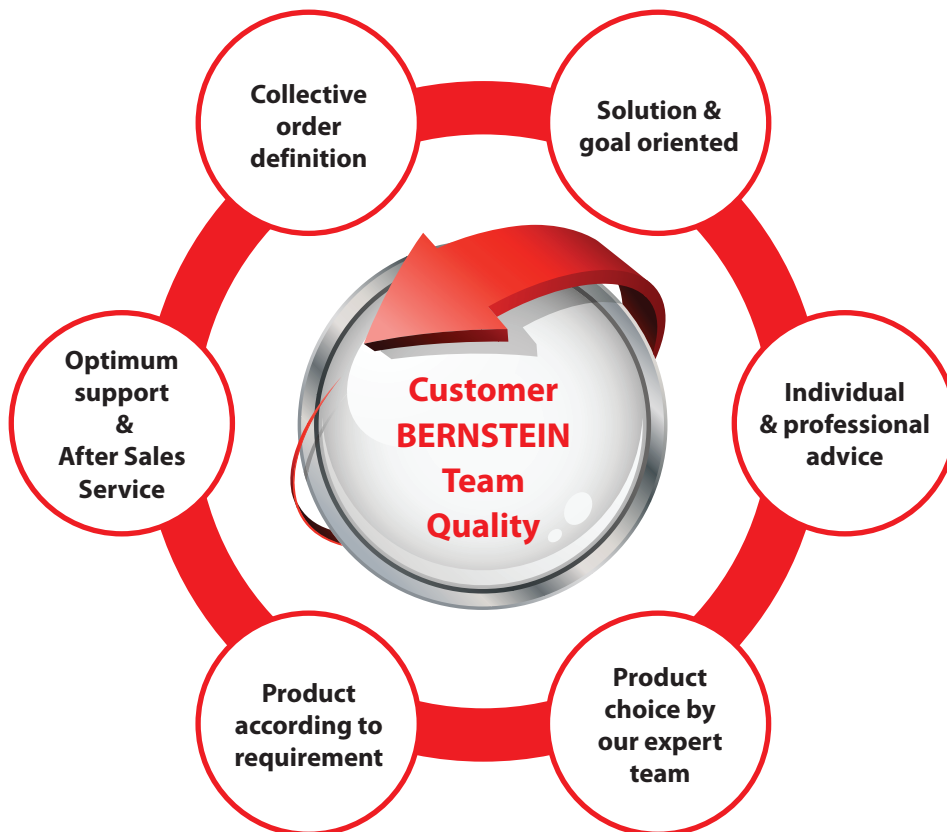 Collective
order
definition
Solution &
goal oriented
Optimum
support
&
After Sales
Service
Customer
BERNSTEIN
Team
Quality
Individual
& professional
advice
Product
according to
requirement
Product
choice by
our expert
team